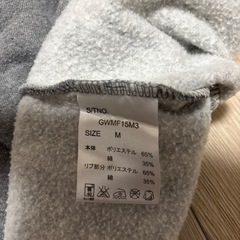 S/TNO.
GWMF15M3
SIZE M
本体 ポリエステル 65%
綿 35%
リブ部分 ポリエステル 65%
綿 35%